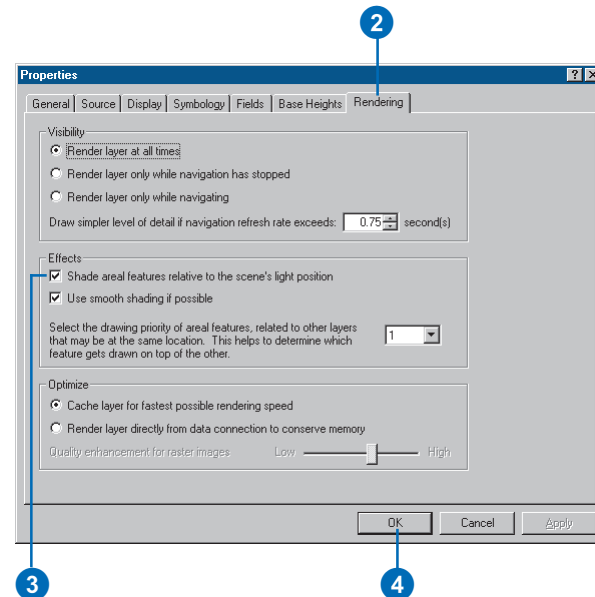 2
Properties
General Source Display Symbology Fields Base Heights Rendering
Visibility
Render layer at all times
Render layer only while navigation has stopped
Render layer only while navigating
Draw simpler level of detail if navigation refresh rate exceeds: 0.75 second(s)
Effects
Shade areal features relative to the scene's light position
Use smooth shading if possible
Select the drawing priority of areal features, related to other layers
that may be at the same location. This helps to determine which
feature gets drawn on top of the other.
1
Optimize
Cache layer for fastest possible rendering speed
Render layer directly from data connection to conserve memory
Quality enhancement for raster images Low High
OK Cancel Apply
3 4